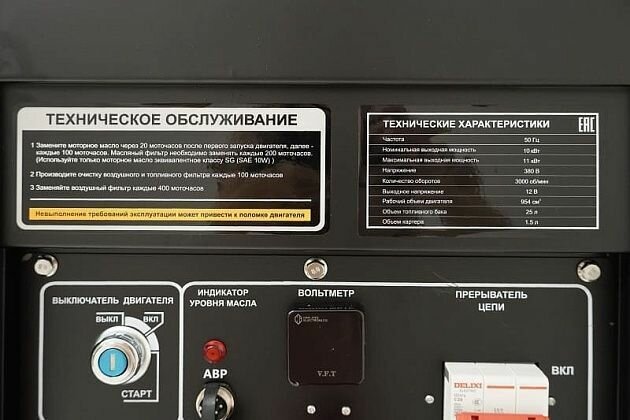 ТЕХНИЧЕСКОЕ ОБСЛУЖИВАНИЕ
1 Замените моторное масло через 20 моточасов после первого запуска двигателя, далее -
каждые 100 моточасов. Масляный фильтр необходимо заменять каждые 200 моточасов.
(Используйте только моторное масло эквивалентное классу SG (SAE 10W) )
2 Производите очистку воздушного и топливного фильтра каждые 100 моточасов
3 Заменяйте воздушный фильтр каждые 400 моточасов
Невыполнение требований эксплуатации может привести к поломке двигателя
ТЕХНИЧЕСКИЕ ХАРАКТЕРИСТИКИ
ЕАС
Частота 50 Гц
Номинальная выходная мощность 10 кВт
Максимальная выходная мощность 11 кВт
Напряжение 380 В
Количество оборотов 3000 об/мин
Выходное напряжение 12 В
Рабочий объем двигателя 954 см³
Объем топливного бака 25 л
Объем картера 1.5 л
ВЫКЛЮЧАТЕЛЬ ДВИГАТЕЛЯ
ВЫКЛ
ВКЛ
СТАРТ
ИНДИКАТОР
УРОВНЯ МАСЛА
АВР
ВОЛЬТМЕТР
V.F.T
ПРЕРЫВАТЕЛЬ
ЦЕПИ
ВКЛ
DELIXI